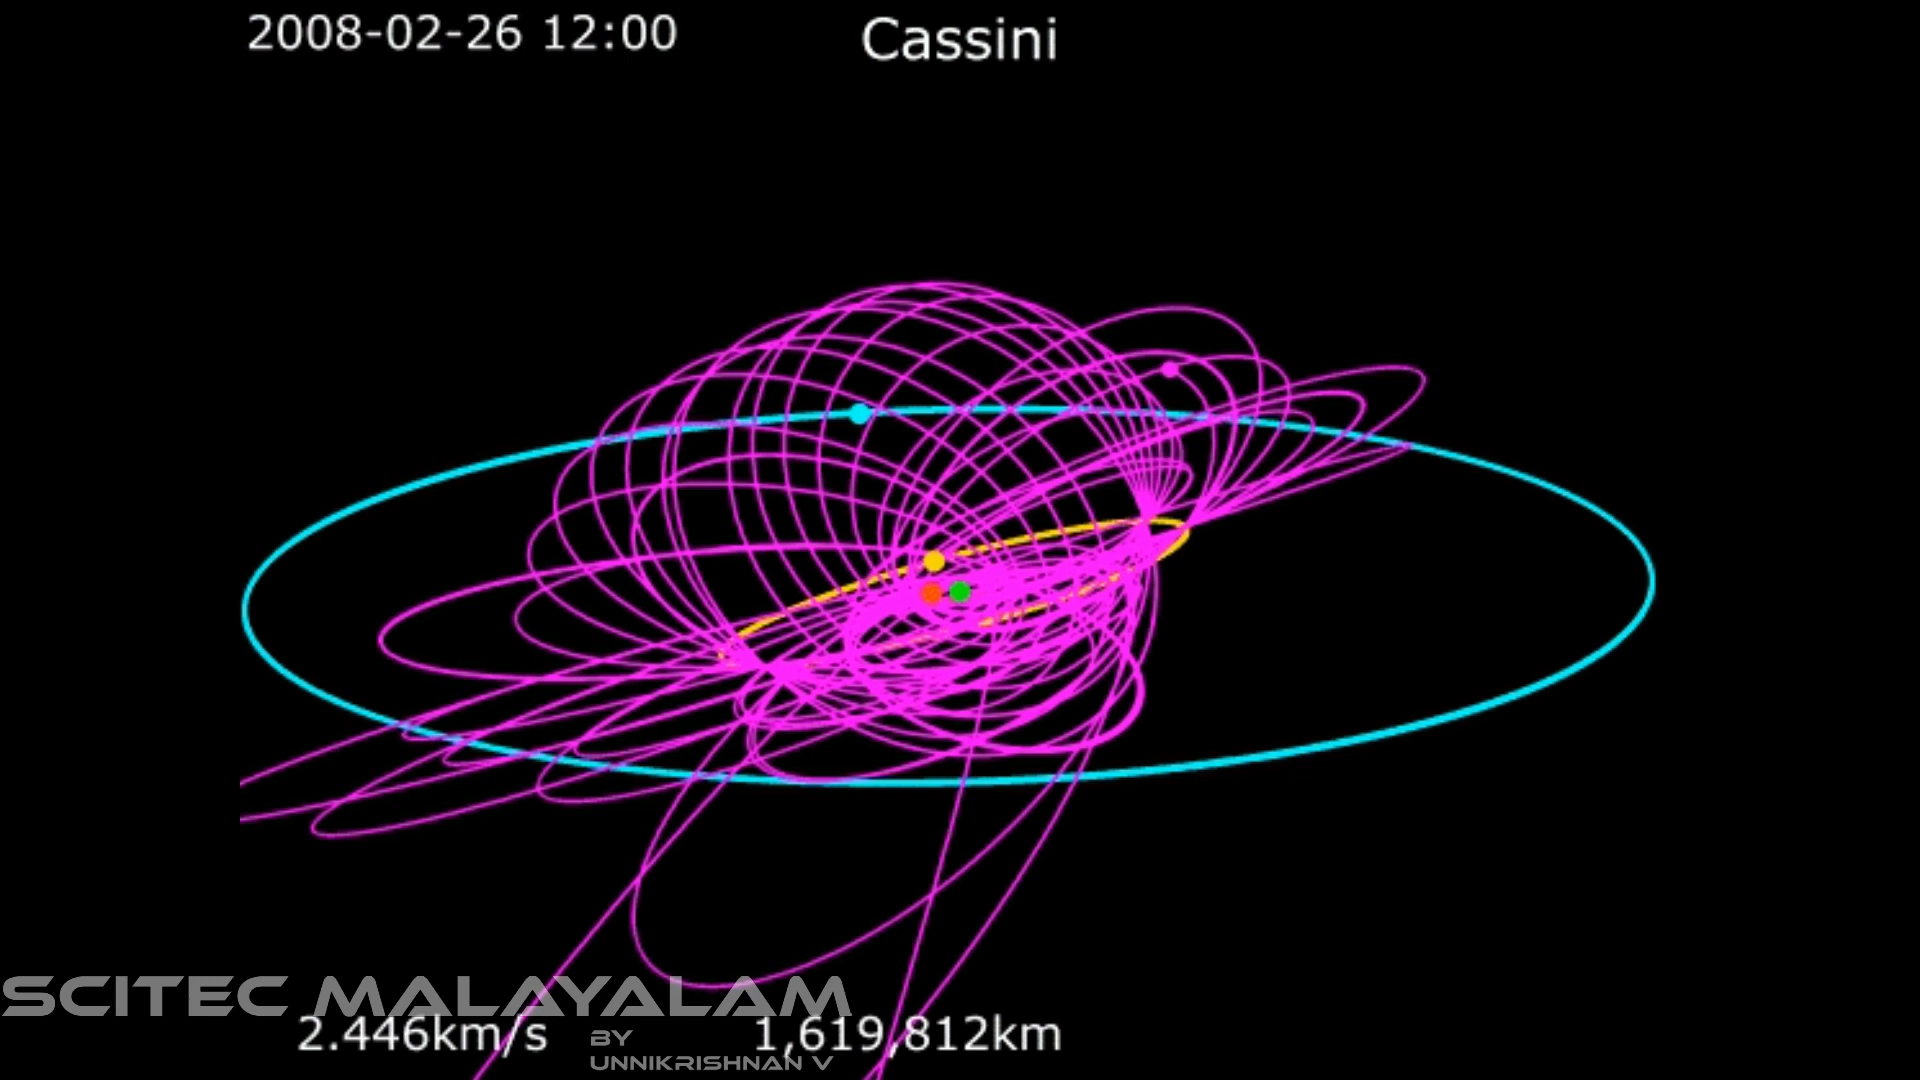 2008-02-26 12:00
Cassini
SCITEC MALAYALAM
2.446km/s
BY
UNNIKRISHNAN V
1,619,812km